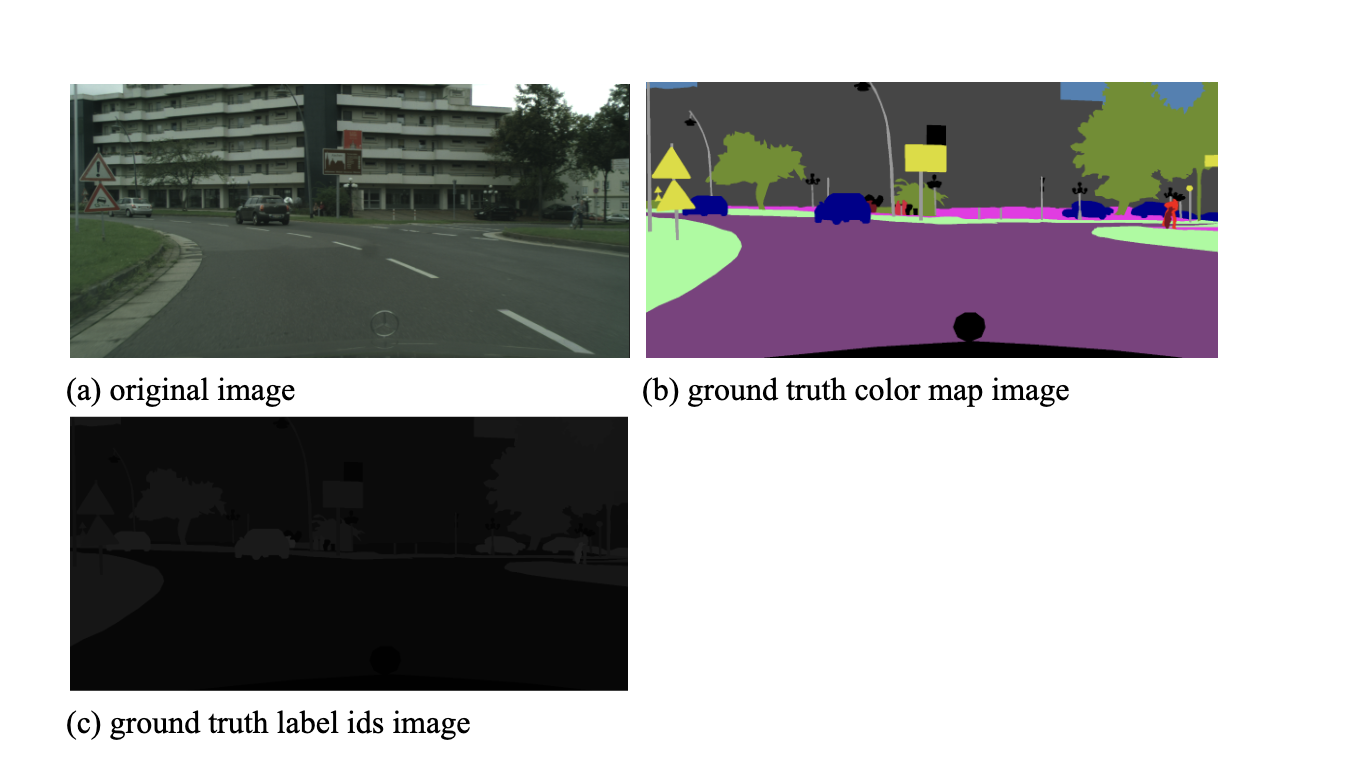 (a) original image
(b) ground truth color map image
(c) ground truth label ids image